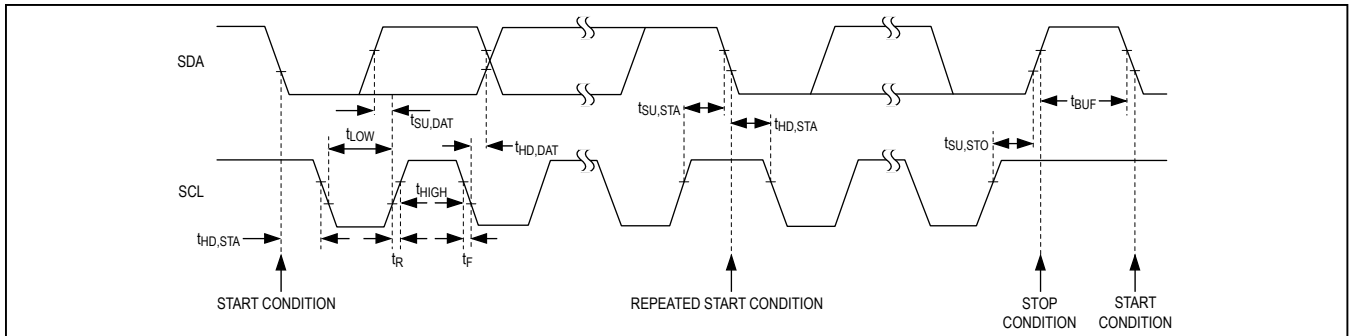 SDA
tSU,DAT
tLOW
tHD,DAT
tSU,STA
tHD,STA
tBUF
tSU,STO
SCL
tHIGH
tHD,STA
tR
tF
START CONDITION
REPEATED START CONDITION
STOP
CONDITION
START
CONDITION